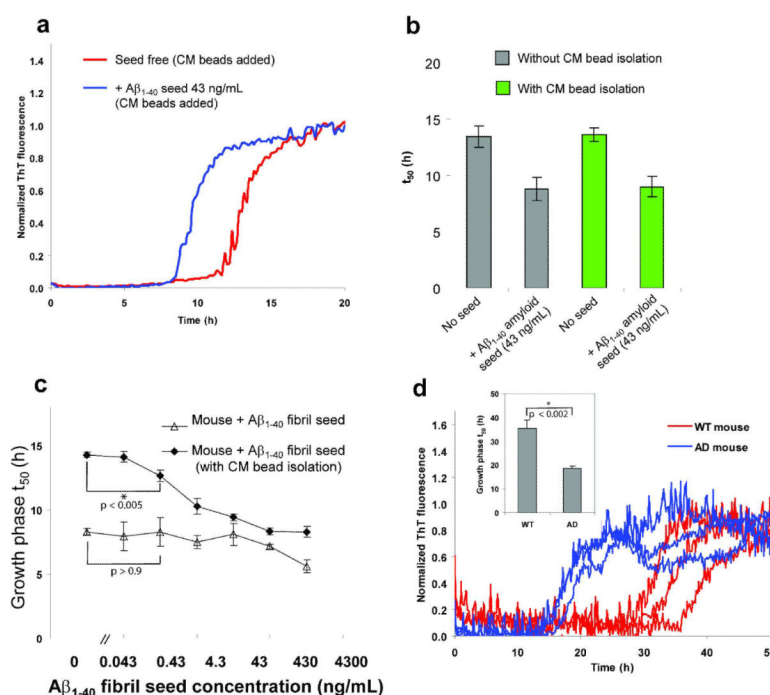 a
Seed free (CM beads added)
+ Aβ1-40 seed 43 ng/mL
(CM beads added)
Normalized ThT fluorescence
1.4
1.2
1.0
0.8
0.6
0.4
0.2
0.0
0 5 10 15 20
Time (h)
b
Without CM bead isolation
With CM bead isolation
t50 (h)
20
15
10
5
0
No seed
+ Aβ1-40 amyloid
seed (43 ng/mL)
No seed
+ Aβ1-40 amyloid
seed (43 ng/mL)
c
Mouse + Aβ1-40 fibril seed
Mouse + Aβ1-40 fibril seed
(with CM bead isolation)
Growth phase t50 (h)
15
10
5
0
*
p < 0.005
p > 0.9
0 // 0.043 0.43 4.3 43 430 4300
Aβ1-40 fibril seed concentration (ng/mL)
d
WT mouse
AD mouse
Normalized ThT fluorescence
1.6
1.4
1.2
1.0
0.8
0.6
0.4
0.2
0.0
0 10 20 30 40 50
Time (h)
Growth phase t50 (h)
50
40
30
20
10
0
*
p < 0.002
WT AD